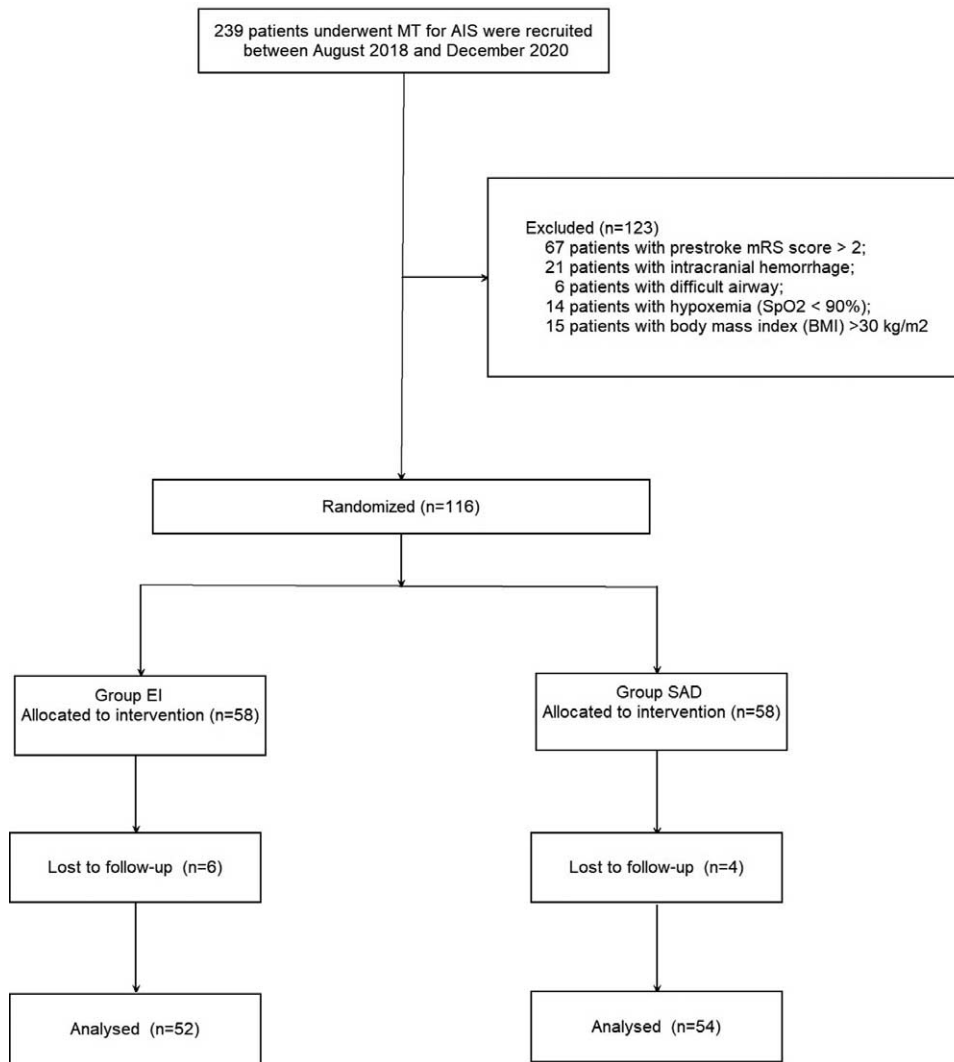 239 patients underwent MT for AIS were recruited
between August 2018 and December 2020
Excluded (n=123)
67 patients with prestroke mRS score > 2;
21 patients with intracranial hemorrhage;
6 patients with difficult airway;
14 patients with hypoxemia (SpO2 < 90%);
15 patients with body mass index (BMI) >30 kg/m2
Randomized (n=116)
Group EI
Allocated to intervention (n=58)
Group SAD
Allocated to intervention (n=58)
Lost to follow-up (n=6)
Lost to follow-up (n=4)
Analysed (n=52)
Analysed (n=54)